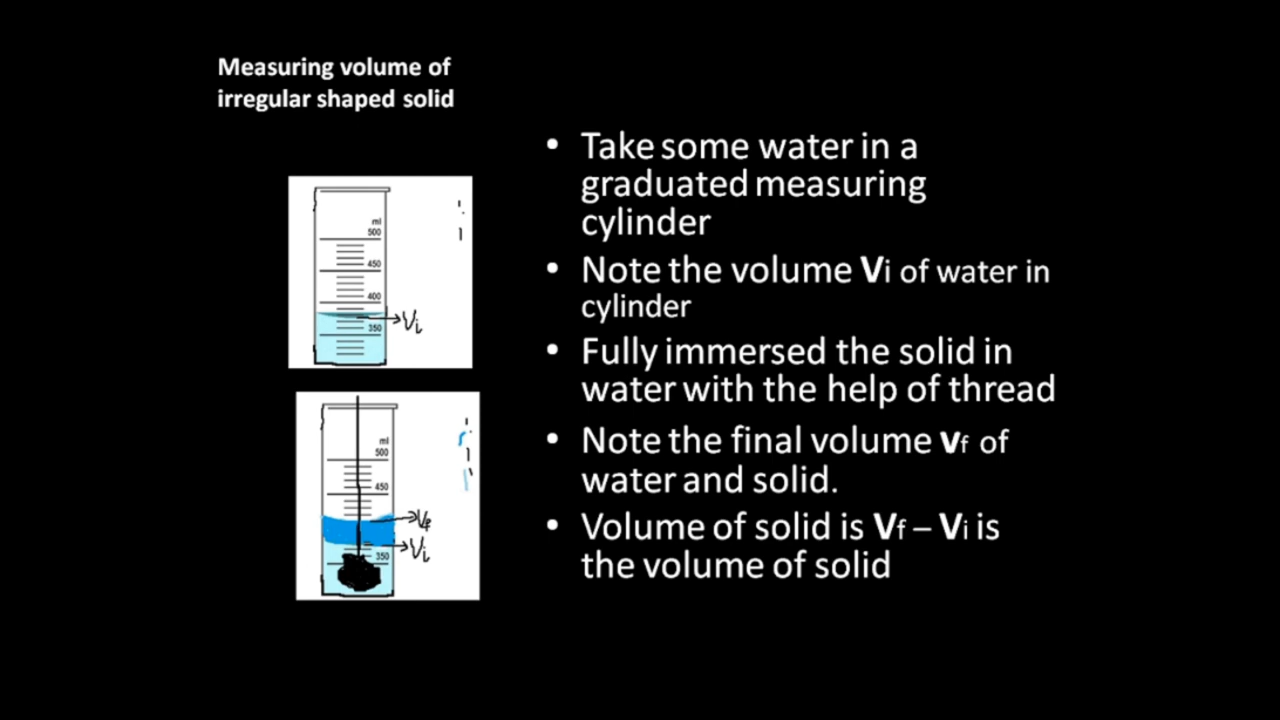 Measuring volume of
irregular shaped solid
ml
500
450
400
350
Vi
ml
500
450
Vf
Vi
350
• Take some water in a
graduated measuring
cylinder
• Note the volume Vi of water in
cylinder
• Fully immersed the solid in
water with the help of thread
• Note the final volume vf of
water and solid.
• Volume of solid is Vf – Vi is
the volume of solid